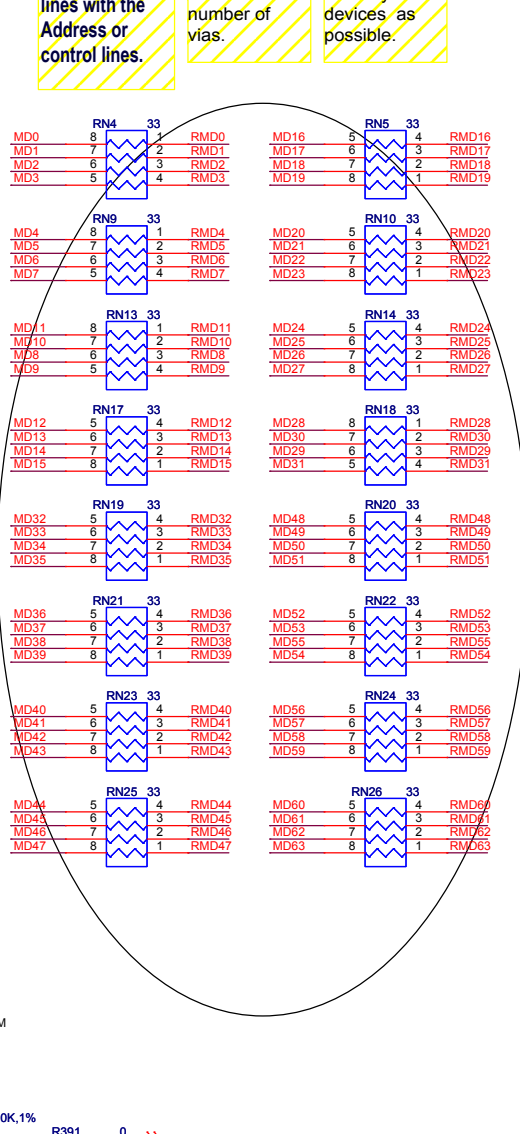 lines with the
Address or
control lines.
number of
vias.
devices as
possible.
RN4 33
MD0 8 1 RMD0
MD1 7 2 RMD1
MD2 6 3 RMD2
MD3 5 4 RMD3
RN5 33
MD16 5 4 RMD16
MD17 6 3 RMD17
MD18 7 2 RMD18
MD19 8 1 RMD19
RN9 33
MD4 8 1 RMD4
MD5 7 2 RMD5
MD6 6 3 RMD6
MD7 5 4 RMD7
RN10 33
MD20 5 4 RMD20
MD21 6 3 RMD21
MD22 7 2 RMD22
MD23 8 1 RMD23
RN13 33
MD11 8 1 RMD11
MD10 7 2 RMD10
MD8 6 3 RMD8
MD9 5 4 RMD9
RN14 33
MD24 5 4 RMD24
MD25 6 3 RMD25
MD26 7 2 RMD26
MD27 8 1 RMD27
RN17 33
MD12 5 4 RMD12
MD13 6 3 RMD13
MD14 7 2 RMD14
MD15 8 1 RMD15
RN18 33
MD28 8 1 RMD28
MD30 7 2 RMD30
MD29 6 3 RMD29
MD31 5 4 RMD31
RN19 33
MD32 5 4 RMD32
MD33 6 3 RMD33
MD34 7 2 RMD34
MD35 8 1 RMD35
RN20 33
MD48 5 4 RMD48
MD49 6 3 RMD49
MD50 7 2 RMD50
MD51 8 1 RMD51
RN21 33
MD36 5 4 RMD36
MD37 6 3 RMD37
MD38 7 2 RMD38
MD39 8 1 RMD39
RN22 33
MD52 5 4 RMD52
MD53 6 3 RMD53
MD55 7 2 RMD55
MD54 8 1 RMD54
RN23 33
MD40 5 4 RMD40
MD41 6 3 RMD41
MD42 7 2 RMD42
MD43 8 1 RMD43
RN24 33
MD56 5 4 RMD56
MD57 6 3 RMD57
MD58 7 2 RMD58
MD59 8 1 RMD59
RN25 33
MD44 5 4 RMD44
MD45 6 3 RMD45
MD46 7 2 RMD46
MD47 8 1 RMD47
RN26 33
MD60 5 4 RMD60
MD61 6 3 RMD61
MD62 7 2 RMD62
MD63 8 1 RMD63
M
0K,1%
R391 0